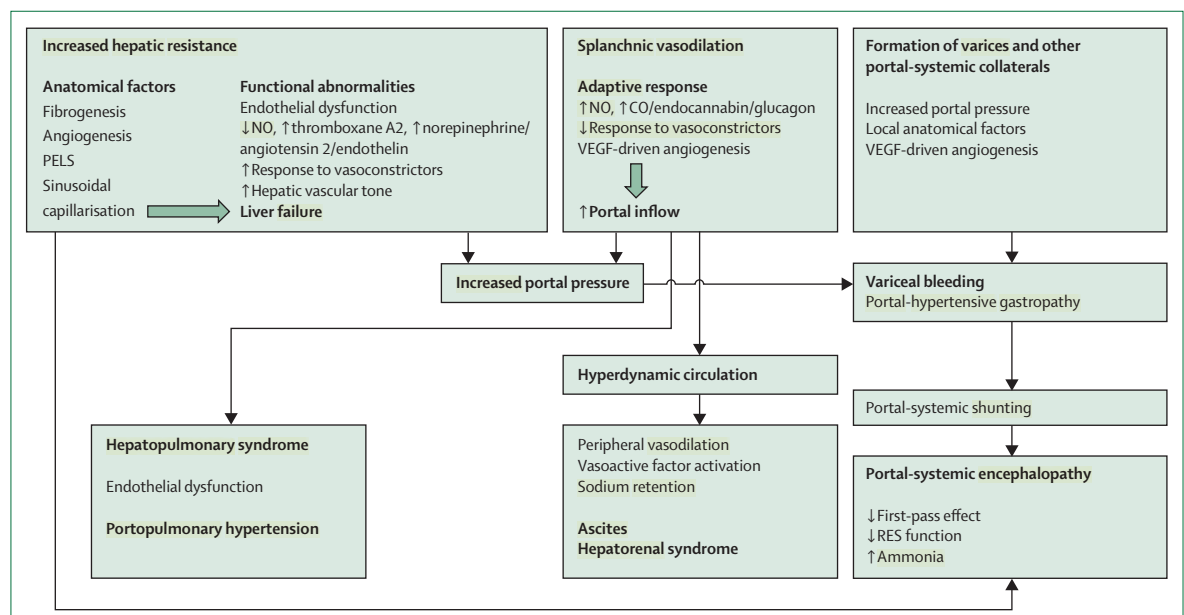 Increased hepatic resistance
Anatomical factors
Fibrogenesis
Angiogenesis
PELS
Sinusoidal
capillarisation
Functional abnormalities
Endothelial dysfunction
↓NO, ↑thromboxane A2, ↑norepinephrine/
angiotensin 2/endothelin
↑Response to vasoconstrictors
↑Hepatic vascular tone
Liver failure
Splanchnic vasodilation
Adaptive response
↑NO, ↑CO/endocannabin/glucagon
↓Response to vasoconstrictors
VEGF-driven angiogenesis
↑Portal inflow
Formation of varices and other
portal-systemic collaterals
Increased portal pressure
Local anatomical factors
VEGF-driven angiogenesis
Increased portal pressure
Variceal bleeding
Portal-hypertensive gastropathy
Hyperdynamic circulation
Portal-systemic shunting
Hepatopulmonary syndrome
Endothelial dysfunction
Portopulmonary hypertension
Peripheral vasodilation
Vasoactive factor activation
Sodium retention
Ascites
Hepatorenal syndrome
Portal-systemic encephalopathy
↓First-pass effect
↓RES function
↑Ammonia